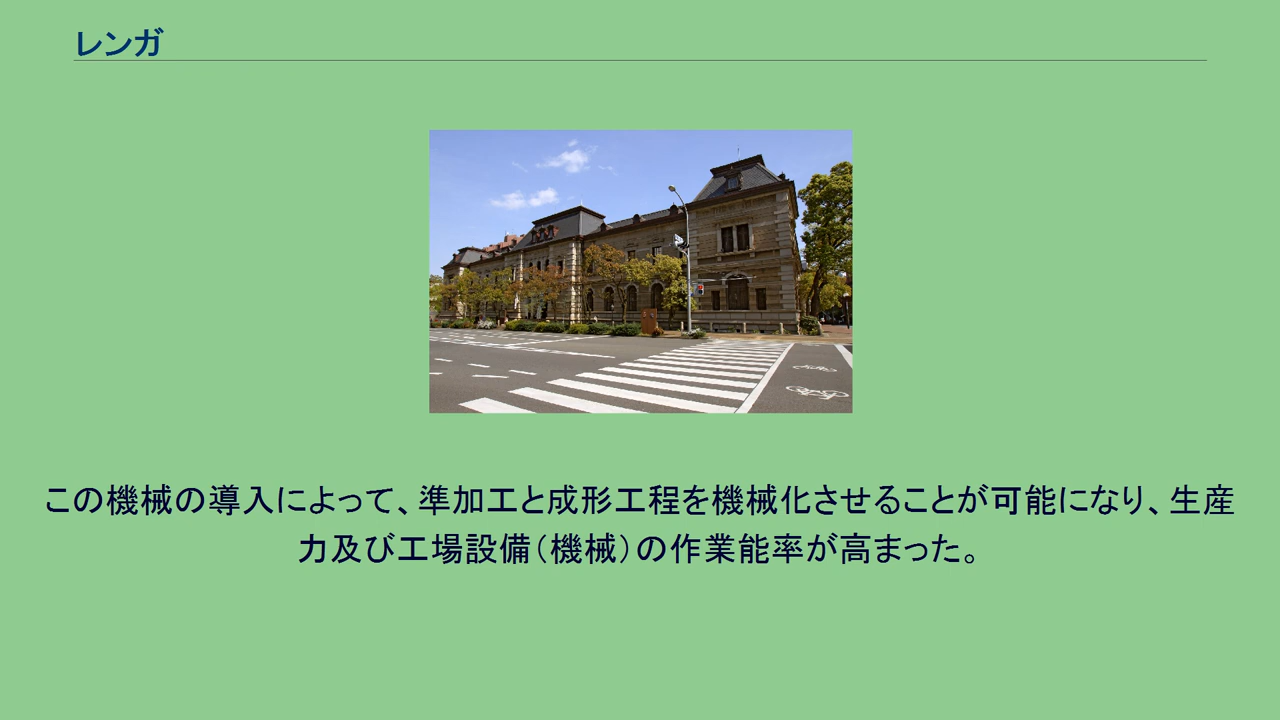 レンガ
この機械の導入によって、準加工と成形工程を機械化させることが可能になり、生産
力及び工場設備（機械）の作業能率が高まった。